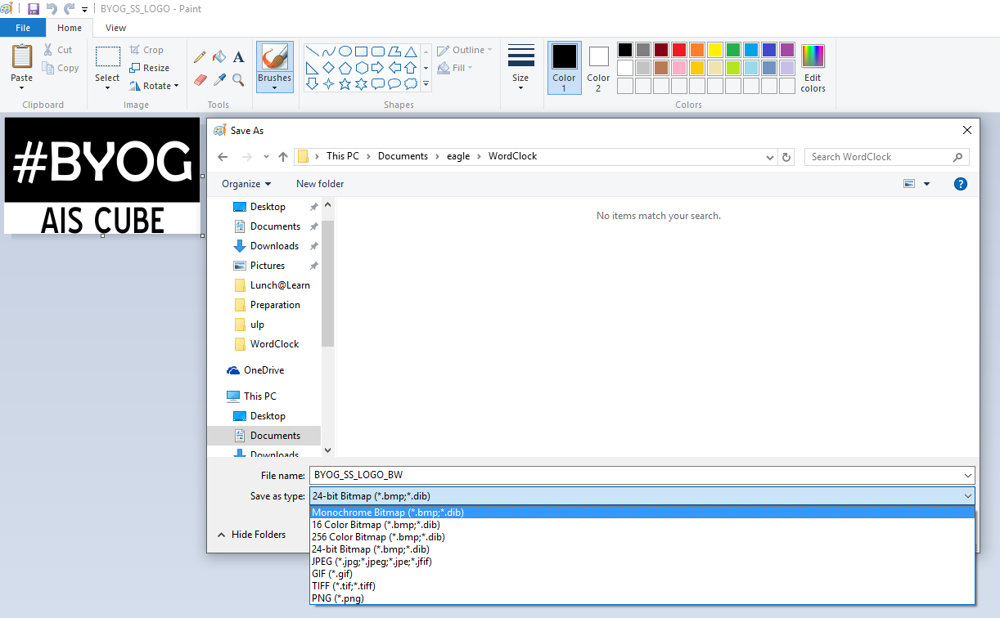 BYOG_SS_LOGO - Paint
File Home View
Paste
Cut
Copy
Clipboard
Select
Crop
Resize
Rotate
Image
A
Tools
Brushes
Shapes
Outline
Fill
Size
Color 1
Color 2
Edit colors
Colors
#BYOG
AIS CUBE
Save As
This PC > Documents > eagle > WordClock
Search WordClock
Organize New folder
?
Desktop
Documents
Downloads
Pictures
Lunch@Learn
Preparation
ulp
WordClock
OneDrive
This PC
Desktop
Documents
Downloads
No items match your search.
File name: BYOG_SS_LOGO_BW
Save as type: 24-bit Bitmap (*.bmp;*.dib)
Monochrome Bitmap (*.bmp;*.dib)
16 Color Bitmap (*.bmp;*.dib)
256 Color Bitmap (*.bmp;*.dib)
24-bit Bitmap (*.bmp;*.dib)
JPEG (*.jpg;*.jpeg;*.jpe;*.jfif)
GIF (*.gif)
TIFF (*.tif;*.tiff)
PNG (*.png)
Hide Folders